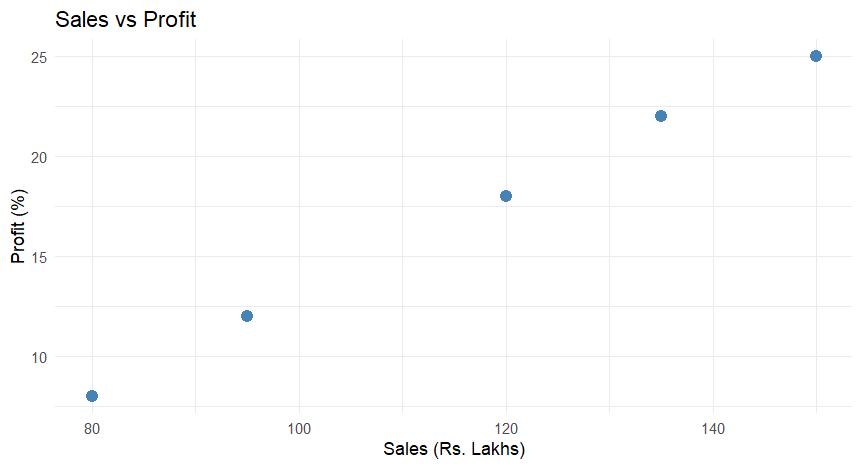 Sales vs Profit
25
20
15
10
Profit (%)
80 100 120 140
Sales (Rs. Lakhs)